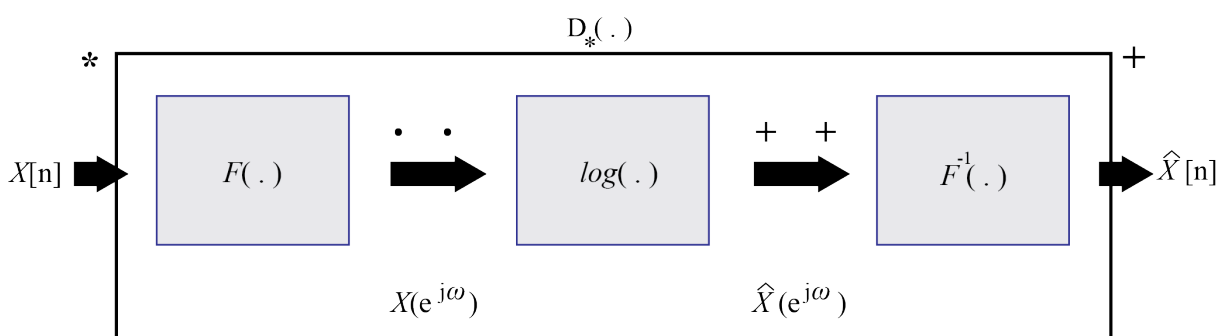 D*( . )
* +
. . + +
X[n] F( . ) log( . ) F⁻¹( . ) X̂[n]
X(e^jω) X̂(e^jω)